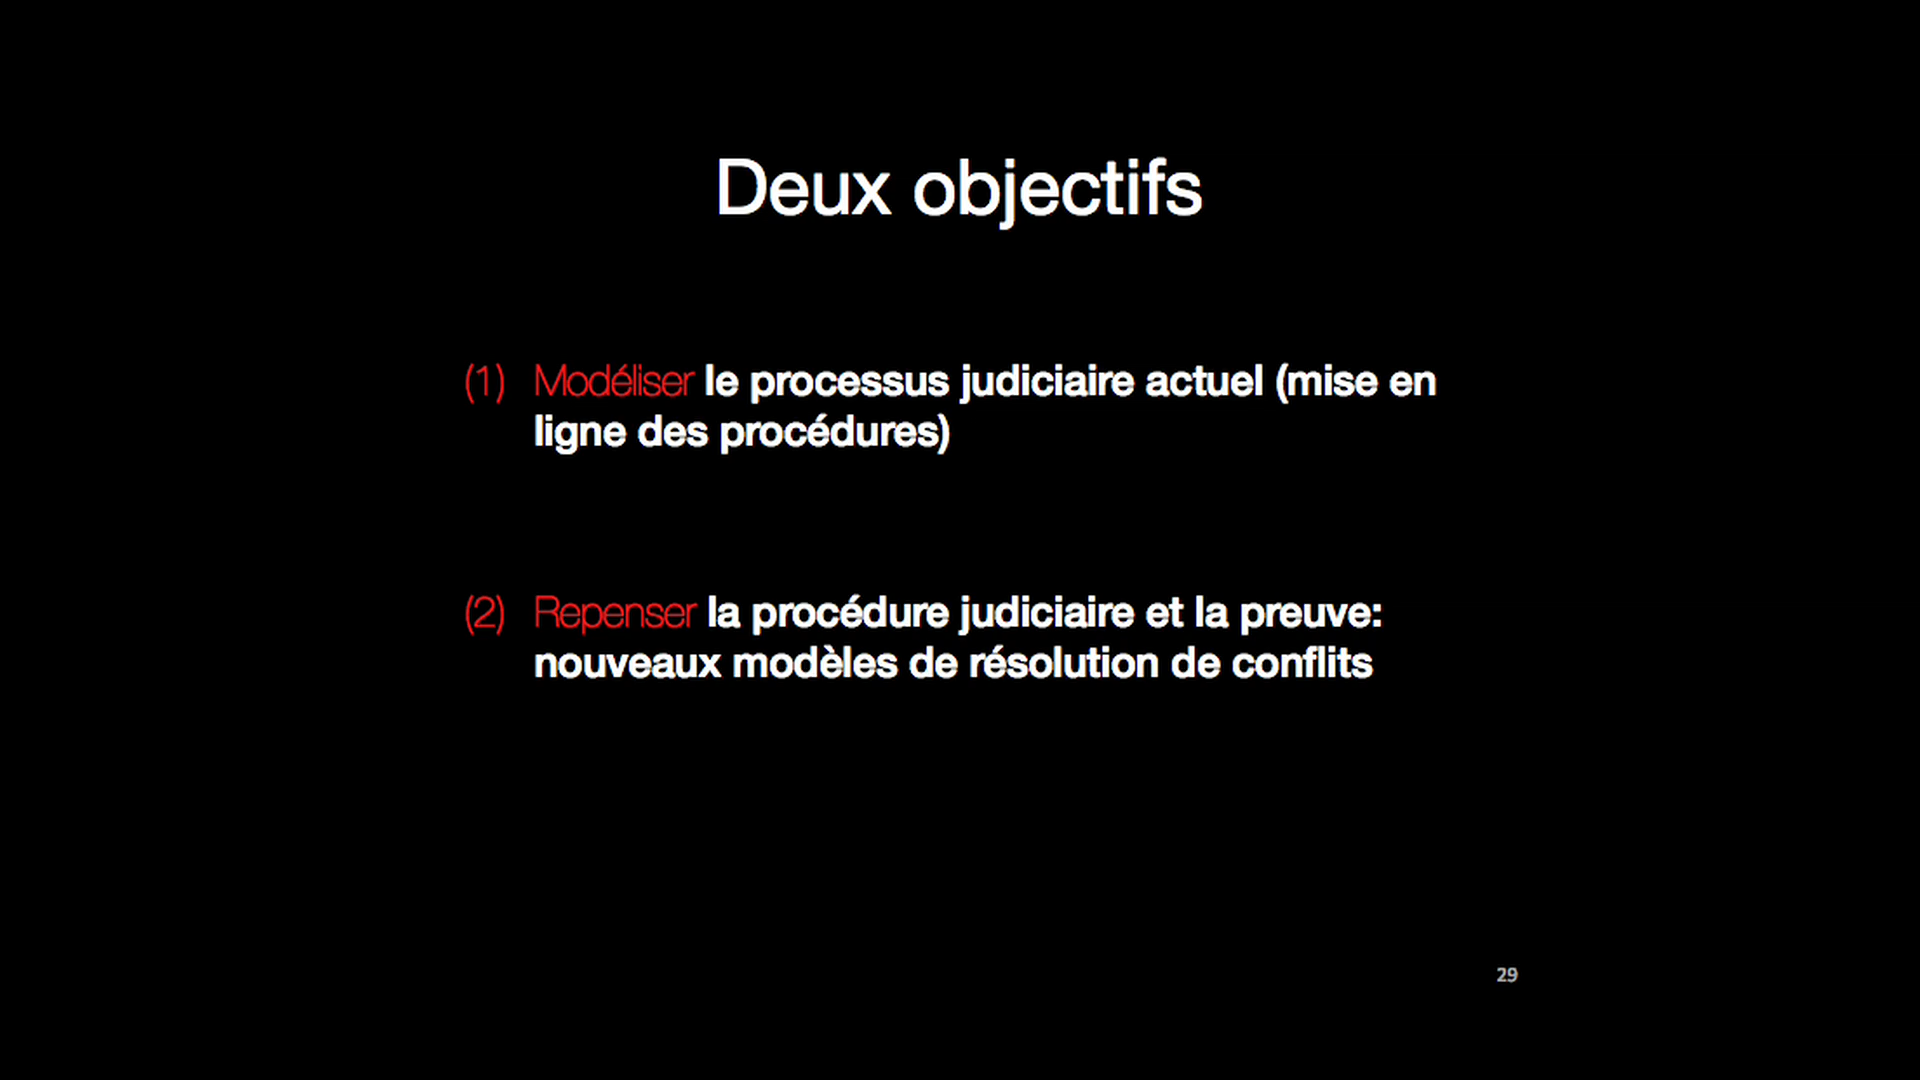 Deux objectifs
(1) Modéliser le processus judiciaire actuel (mise en
ligne des procédures)
(2) Repenser la procédure judiciaire et la preuve:
nouveaux modèles de résolution de conflits
29